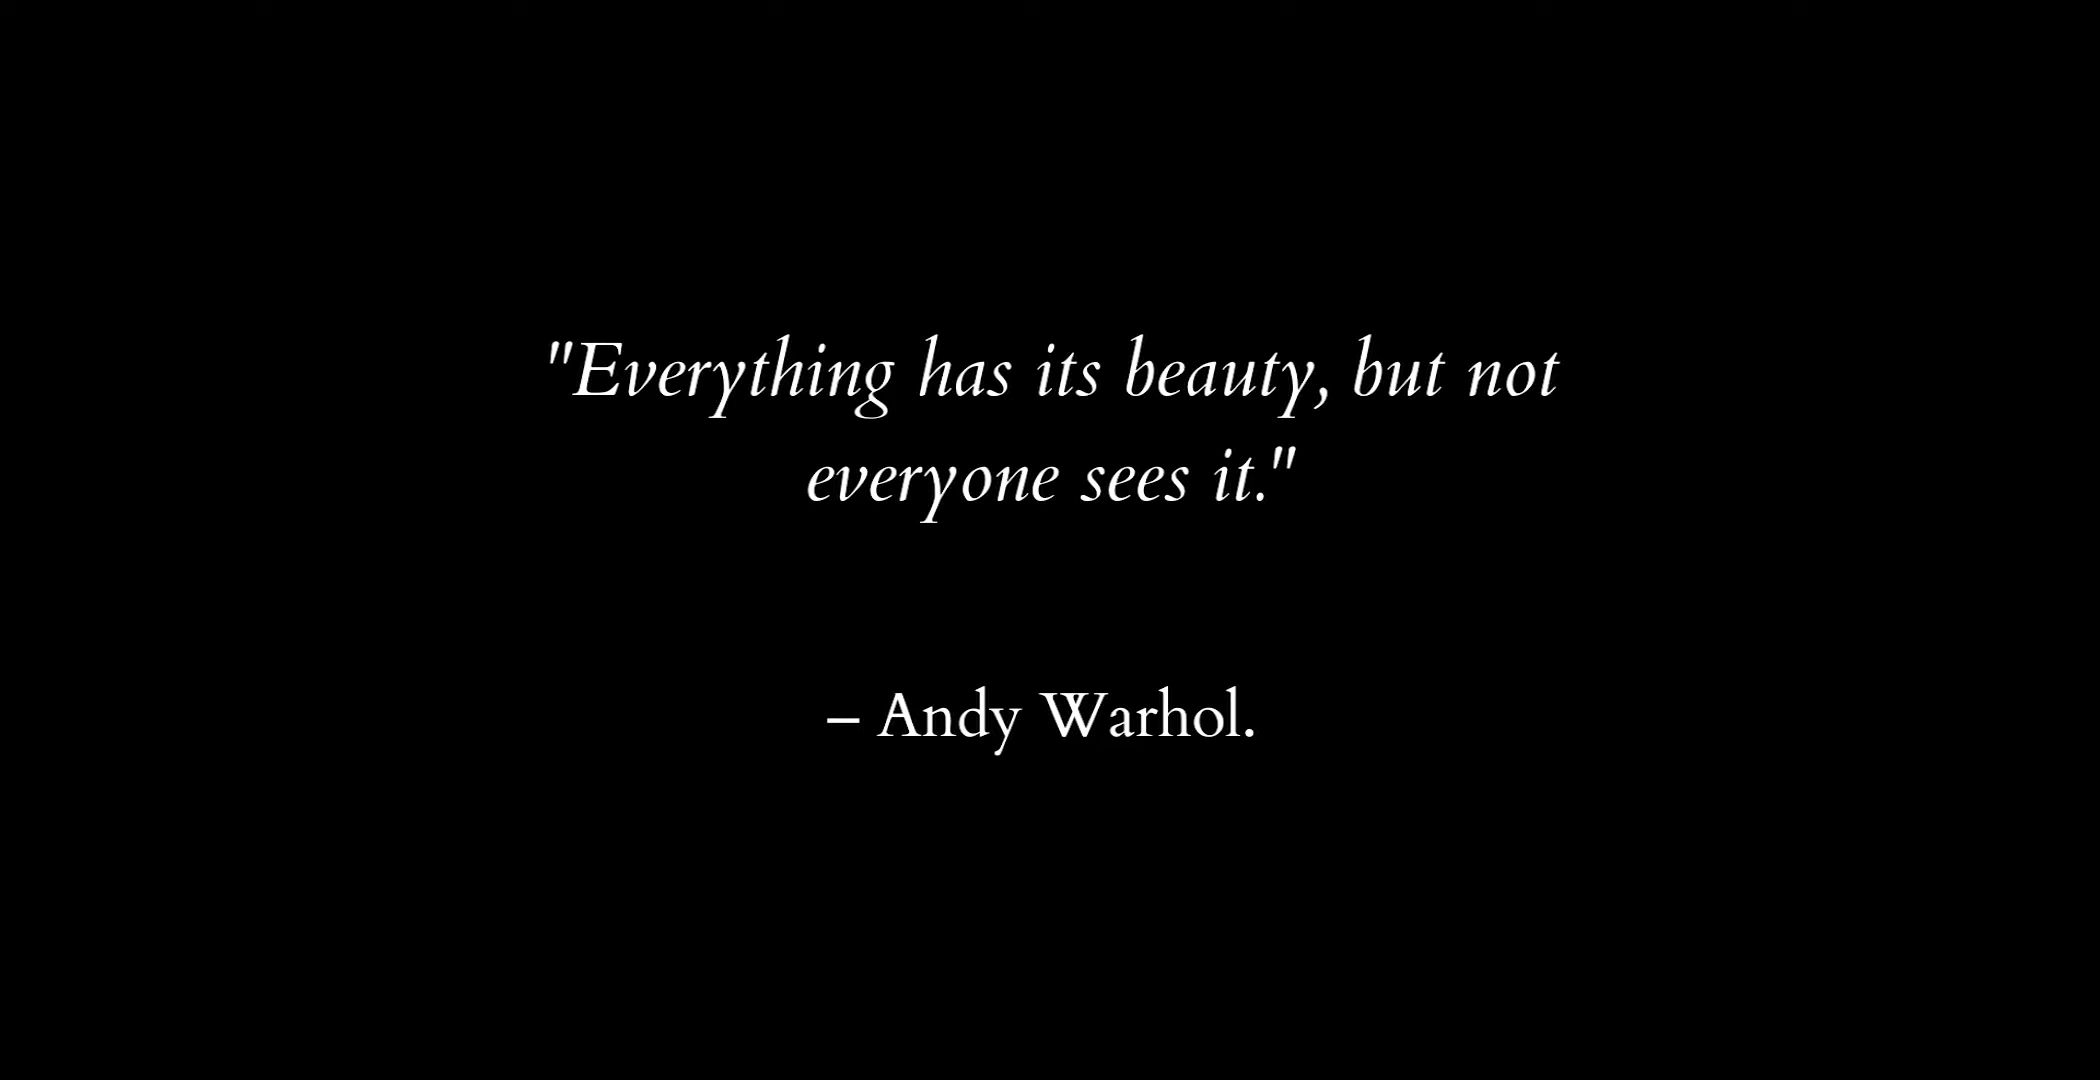 "Everything has its beauty, but not
everyone sees it."
– Andy Warhol.